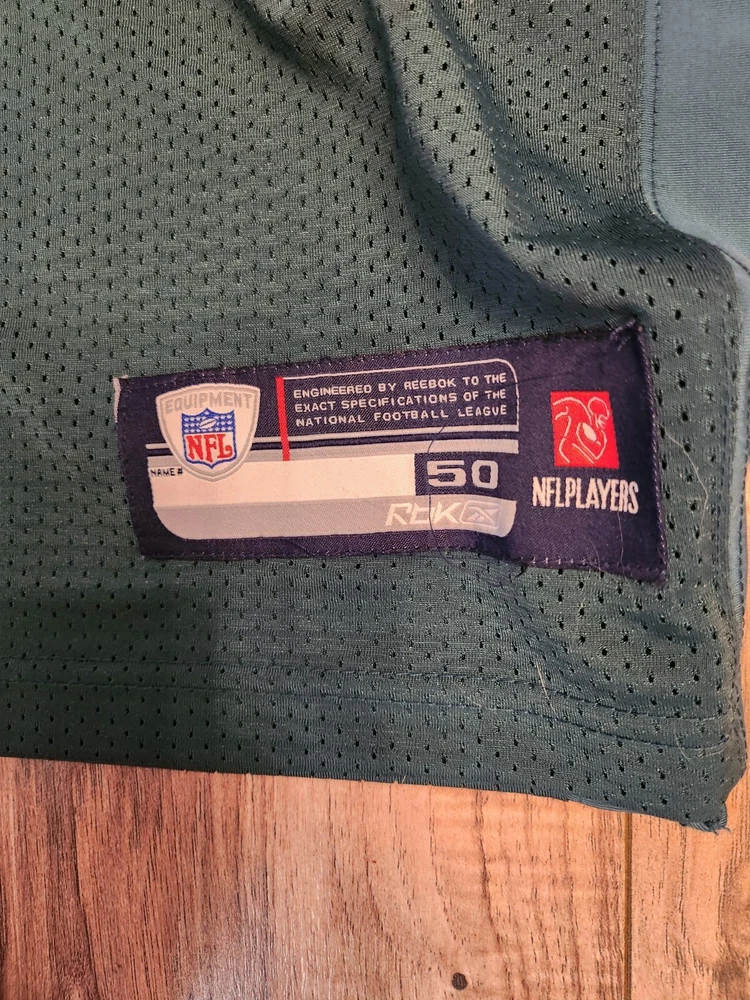 EQUIPMENT
NFL
ENGINEERED BY REEBOK TO THE
EXACT SPECIFICATIONS OF THE
NATIONAL FOOTBALL LEAGUE
NAME #
50
RBK
NFLPLAYERS